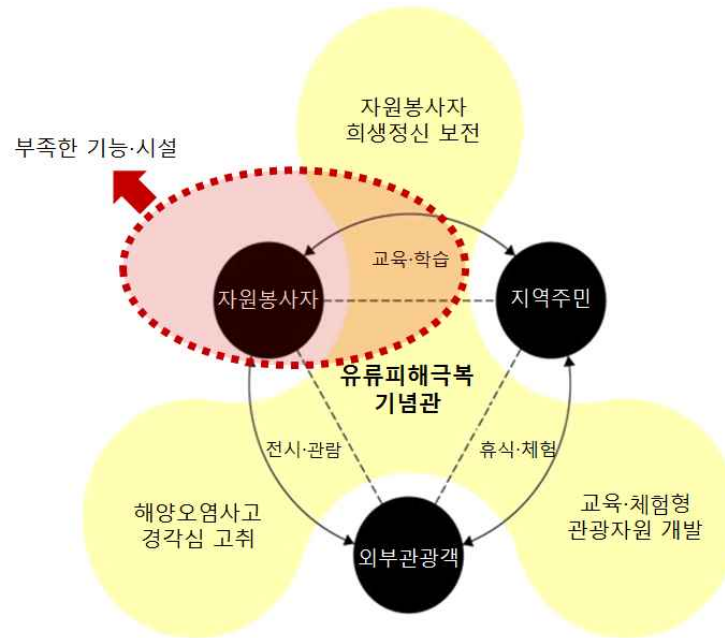 자원봉사자
희생정신 보전
부족한 기능·시설
교육·학습
자원봉사자
지역주민
유류피해극복
기념관
전시·관람
휴식·체험
해양오염사고
경각심 고취
교육·체험형
관광자원 개발
외부관광객